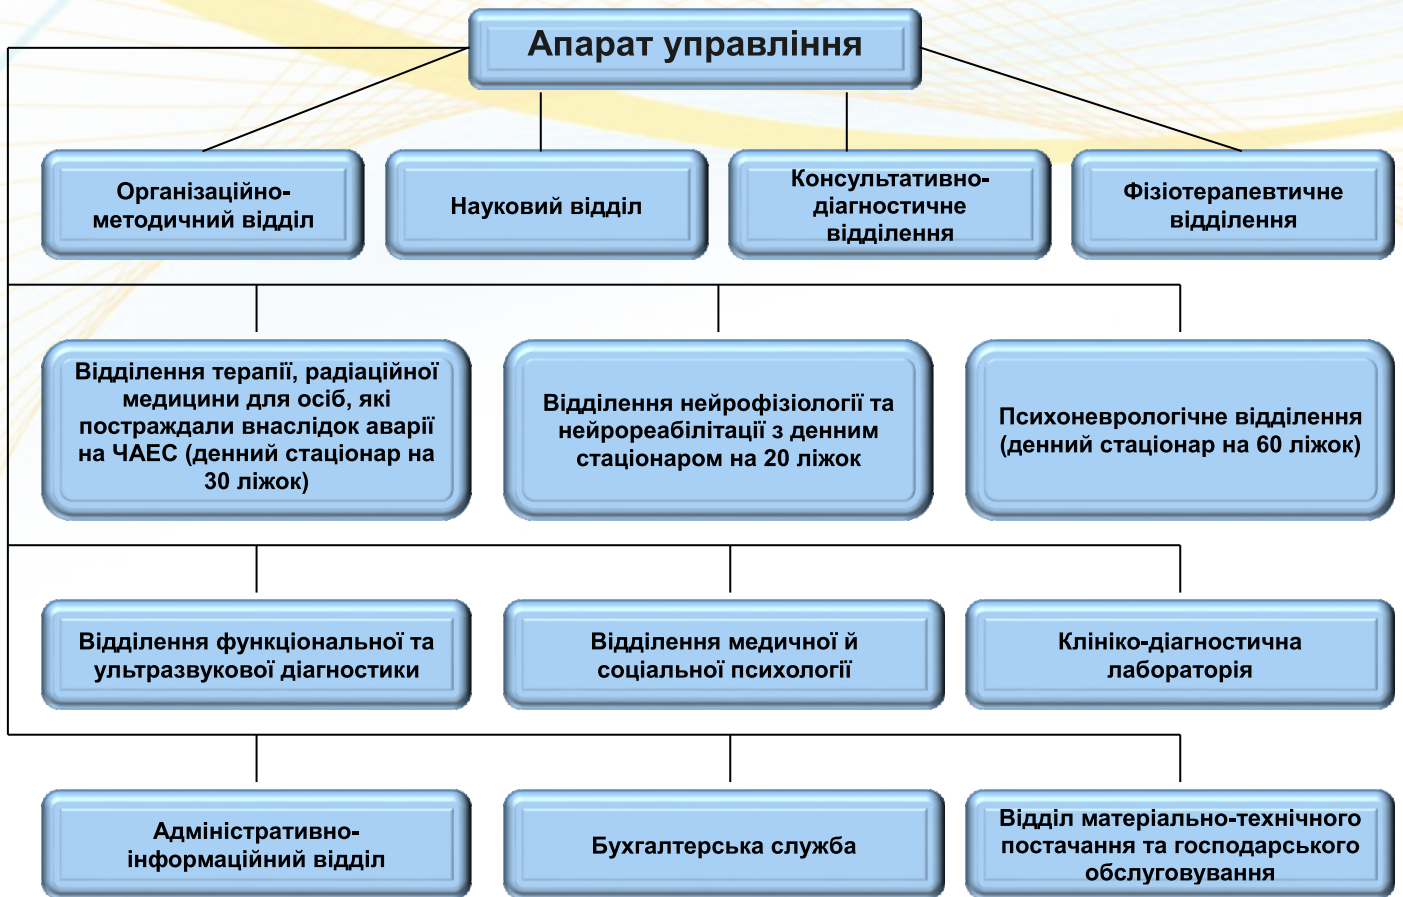 Апарат управління
Організаційно-
методичний відділ
Науковий відділ
Консультативно-
діагностичне
відділення
Фізіотерапевтичне
відділення
Відділення терапії, радіаційної
медицини для осіб, які
постраждали внаслідок аварії
на ЧАЕС (денний стаціонар на
30 ліжок)
Відділення нейрофізіології та
нейрореабілітації з денним
стаціонаром на 20 ліжок
Психоневрологічне відділення
(денний стаціонар на 60 ліжок)
Відділення функціональної та
ультразвукової діагностики
Відділення медичної й
соціальної психології
Клініко-діагностична
лабораторія
Адміністративно-
інформаційний відділ
Бухгалтерська служба
Відділ матеріально-технічного
постачання та господарського
обслуговування